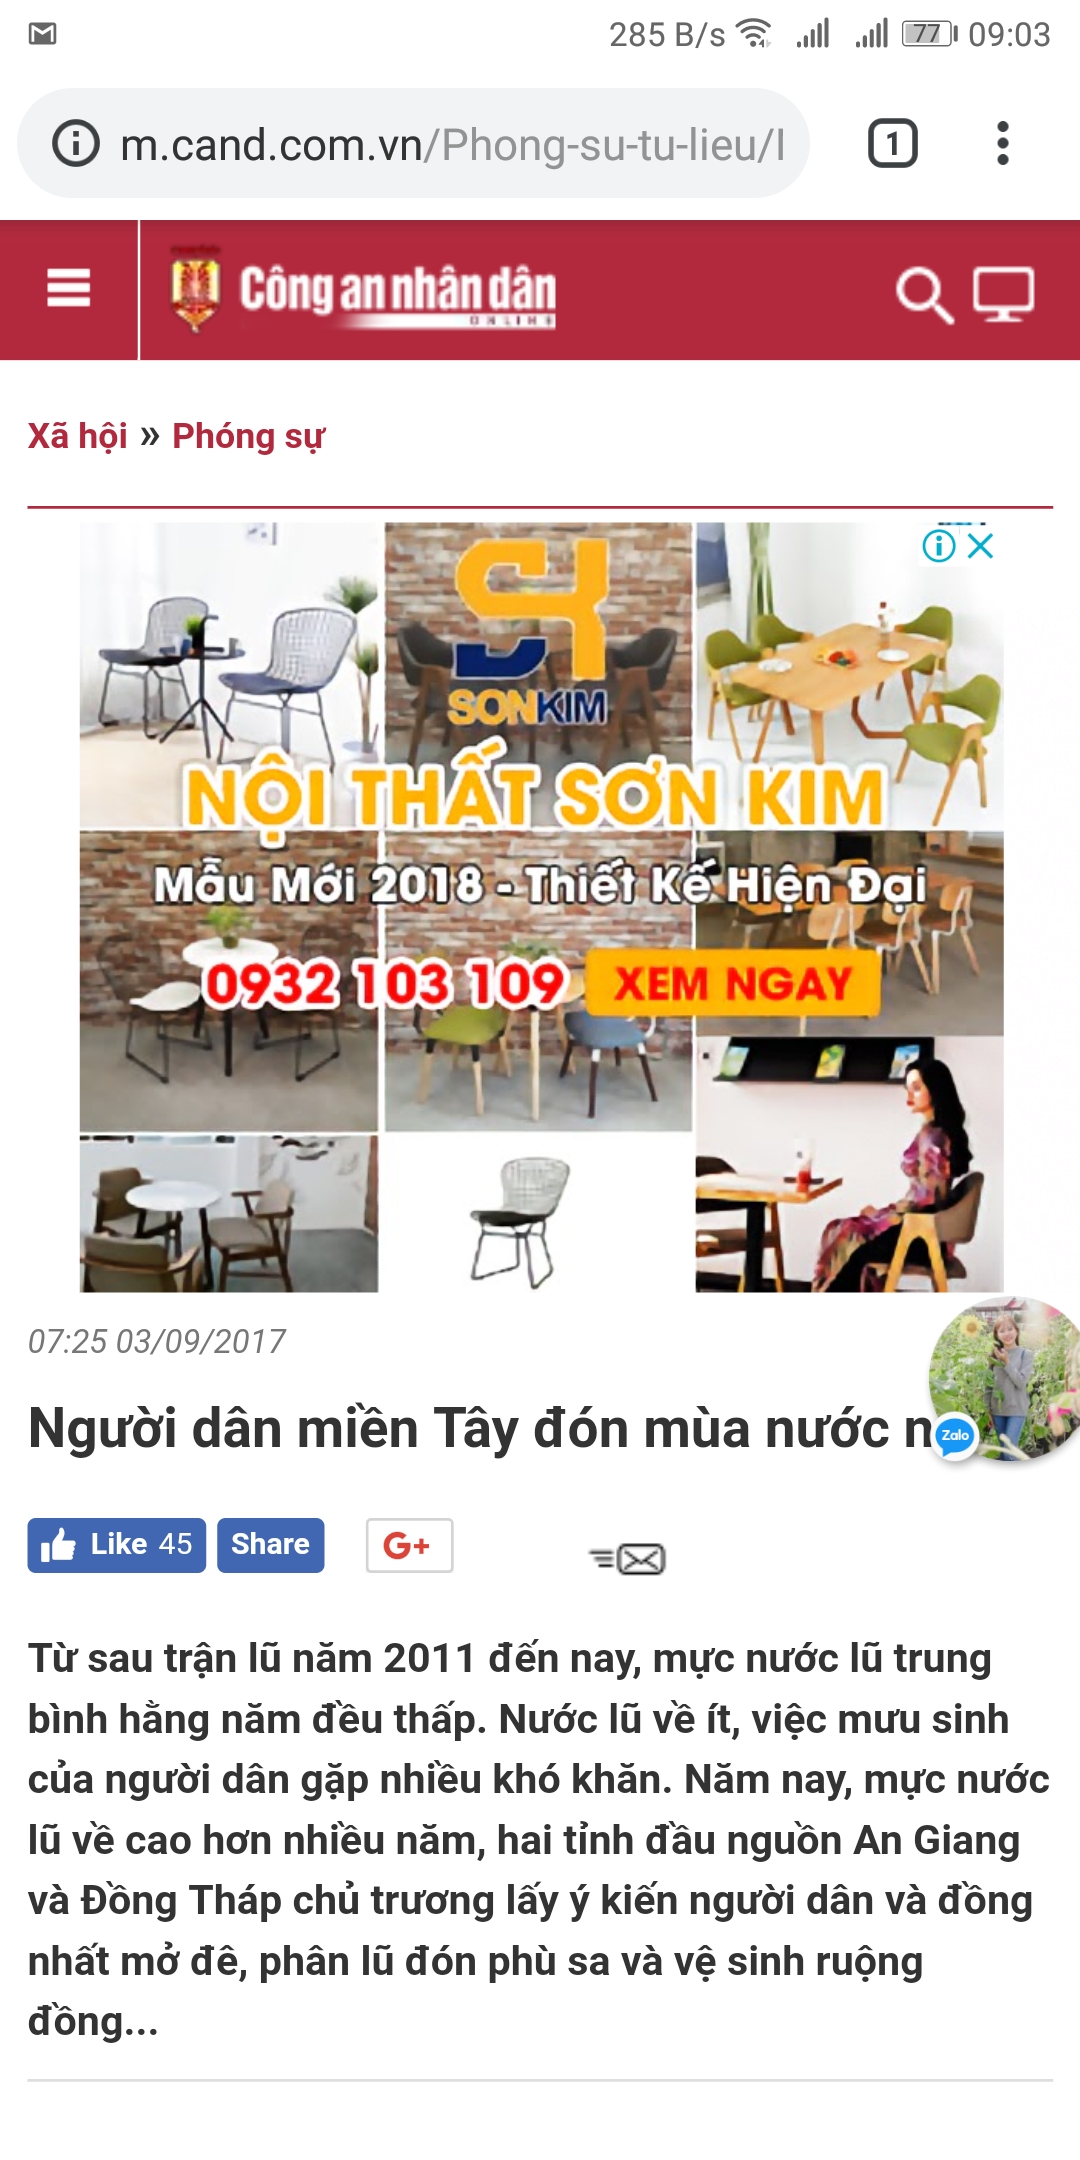 285 B/s 77 09:03
m.cand.com.vn/Phong-su-tu-lieu/
1
Công an nhân dân
ONLINE
Xã hội » Phóng sự
SONKIM
NỘI THẤT SƠN KIM
Mẫu Mới 2018 - Thiết Kế Hiện Đại
0932 103 109 XEM NGAY
07:25 03/09/2017
Người dân miền Tây đón mùa nước n
Zalo
Like 45 Share G+
Từ sau trận lũ năm 2011 đến nay, mực nước lũ trung
bình hằng năm đều thấp. Nước lũ về ít, việc mưu sinh
của người dân gặp nhiều khó khăn. Năm nay, mực nước
lũ về cao hơn nhiều năm, hai tỉnh đầu nguồn An Giang
và Đồng Tháp chủ trương lấy ý kiến người dân và đồng
nhất mở đê, phân lũ đón phù sa và vệ sinh ruộng
đồng...